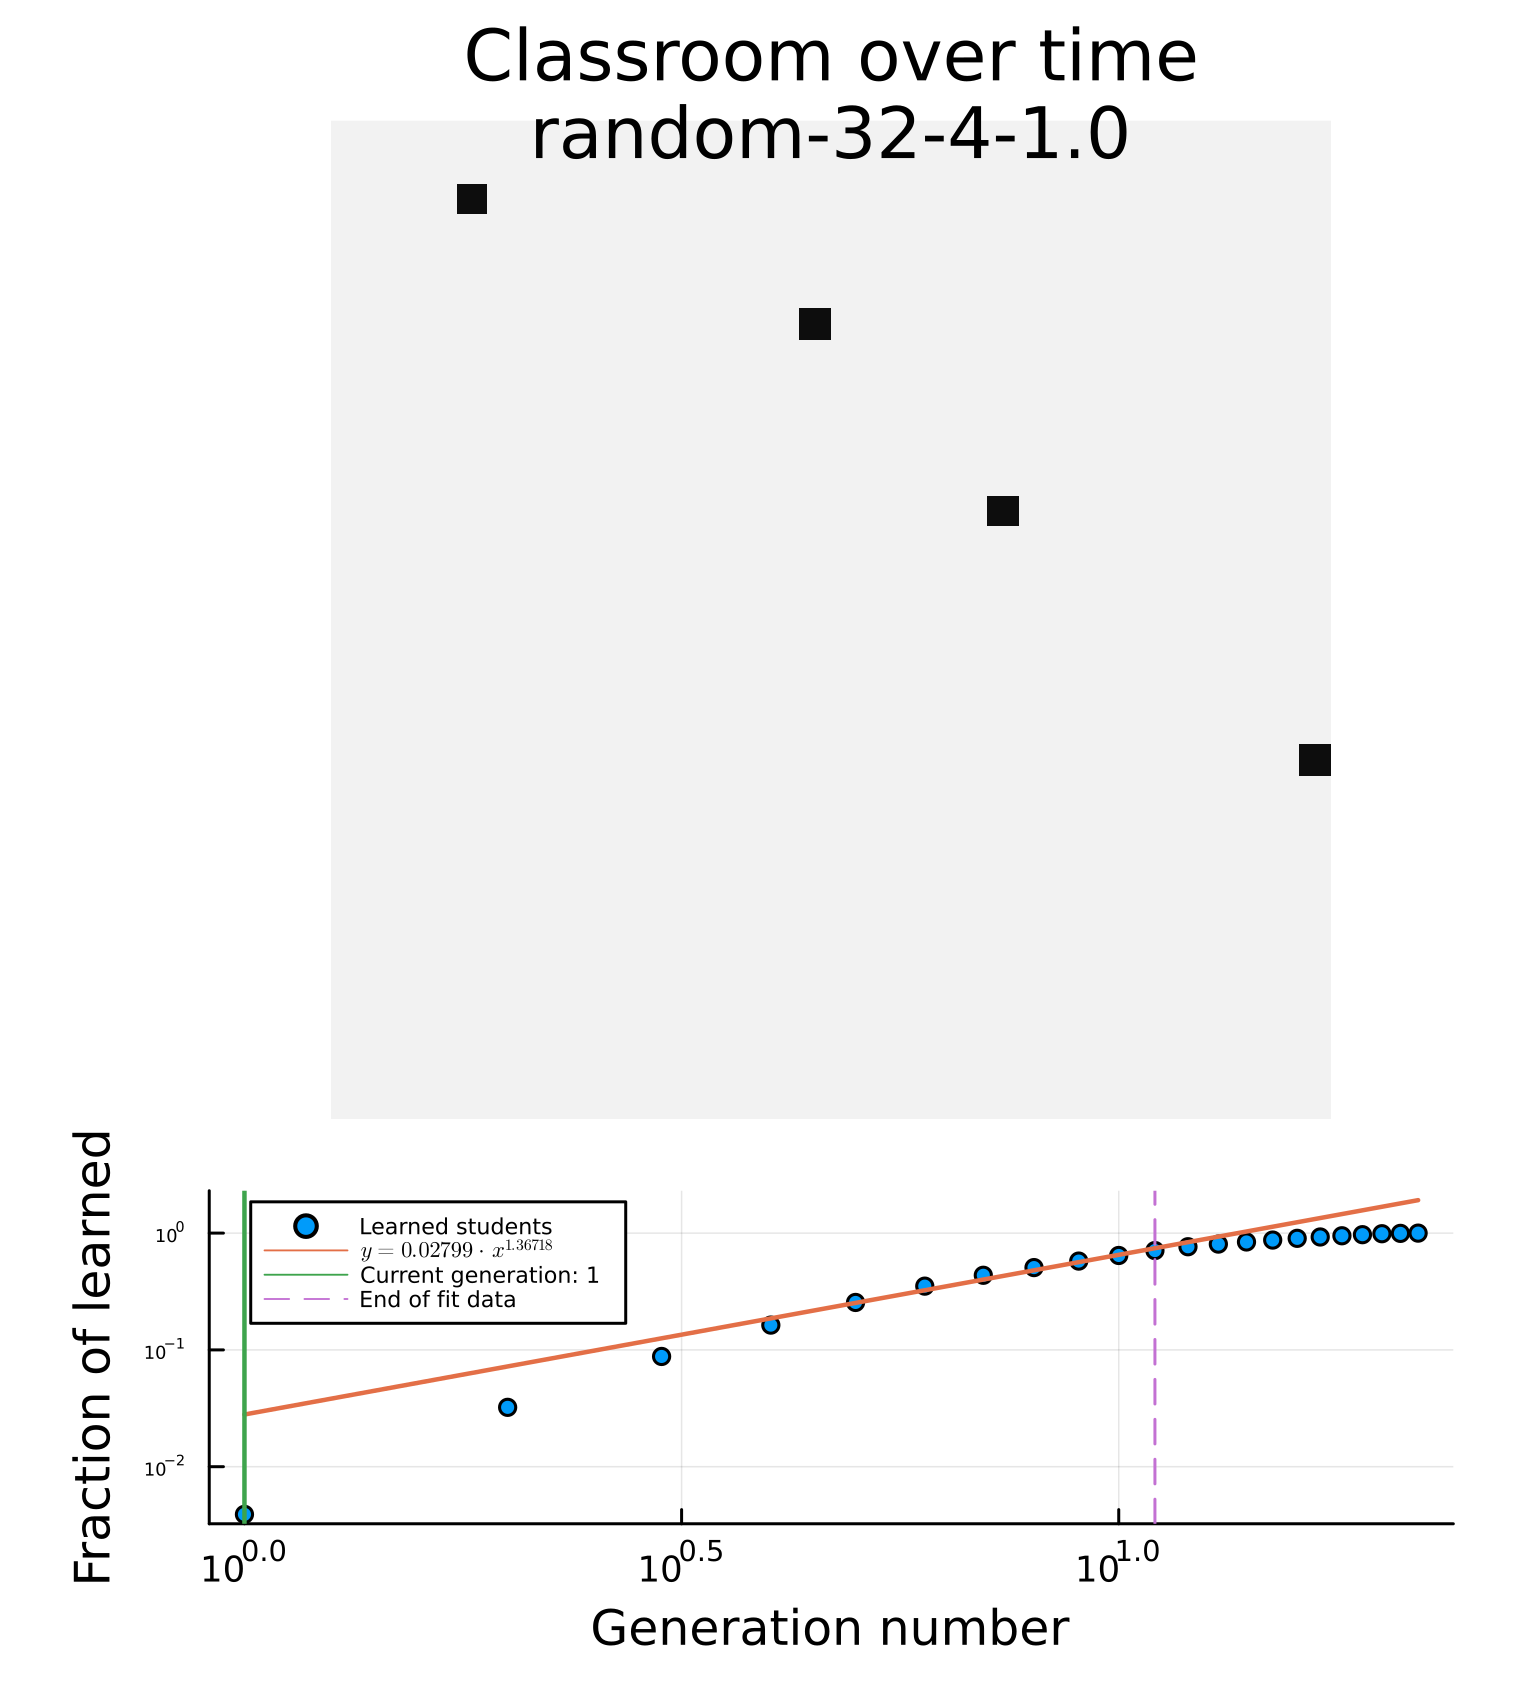 Classroom over time
random-32-4-1.0
Fraction of learned
10⁰
10⁻¹
10⁻²
Learned students
y = 0.02799 · x^1.36718
Current generation: 1
End of fit data
10^0.0
10^0.5
10^1.0
Generation number